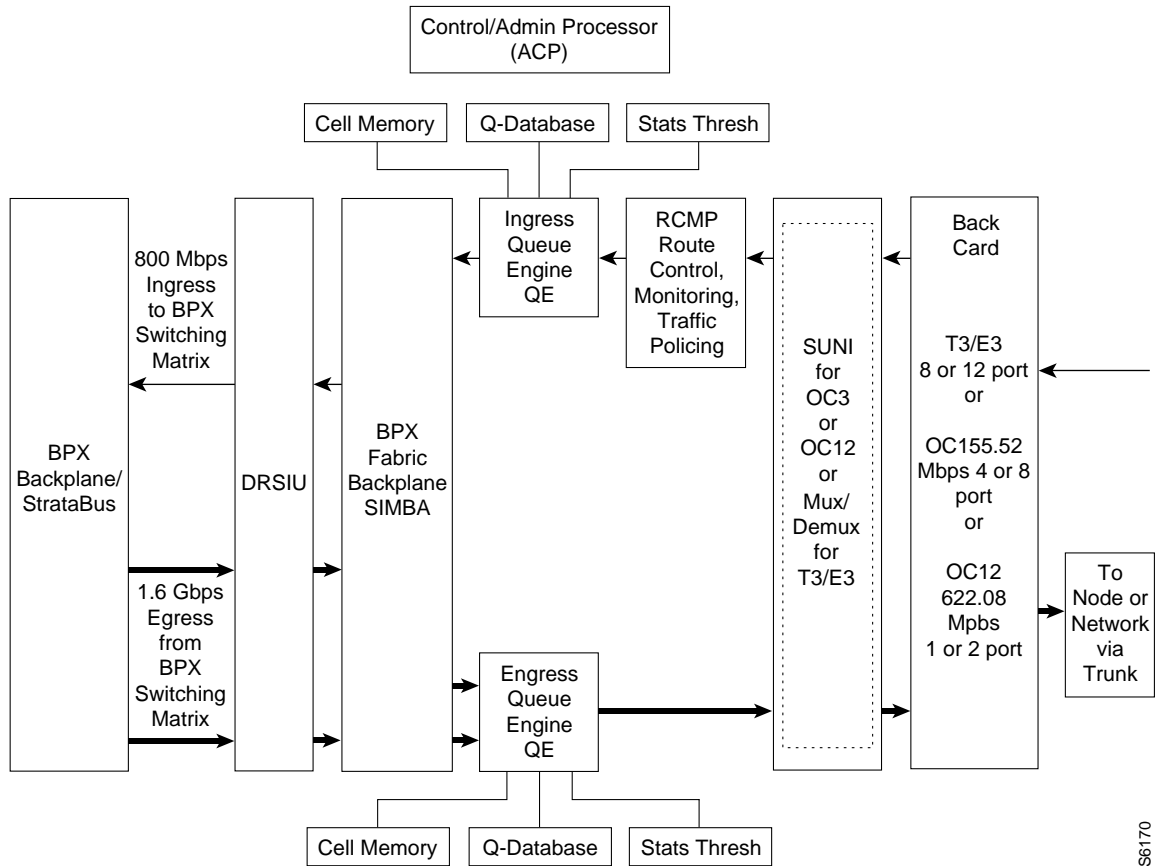 Control/Admin Processor
(ACP)
Cell Memory
Q-Database
Stats Thresh
BPX
Backplane/
StrataBus
800 Mbps
Ingress
to BPX
Switching
Matrix
1.6 Gbps
Egress
from
BPX
Switching
Matrix
DRSIU
BPX
Fabric
Backplane
SIMBA
Ingress
Queue
Engine
QE
RCMP
Route
Control,
Monitoring,
Traffic
Policing
SUNI
for
OC3
or
OC12
or
Mux/
Demux
for
T3/E3
Back
Card
T3/E3
8 or 12 port
or
OC155.52
Mbps 4 or 8
port
or
OC12
622.08
Mpbs
1 or 2 port
To
Node or
Network
via
Trunk
Engress
Queue
Engine
QE
Cell Memory
Q-Database
Stats Thresh
S6170